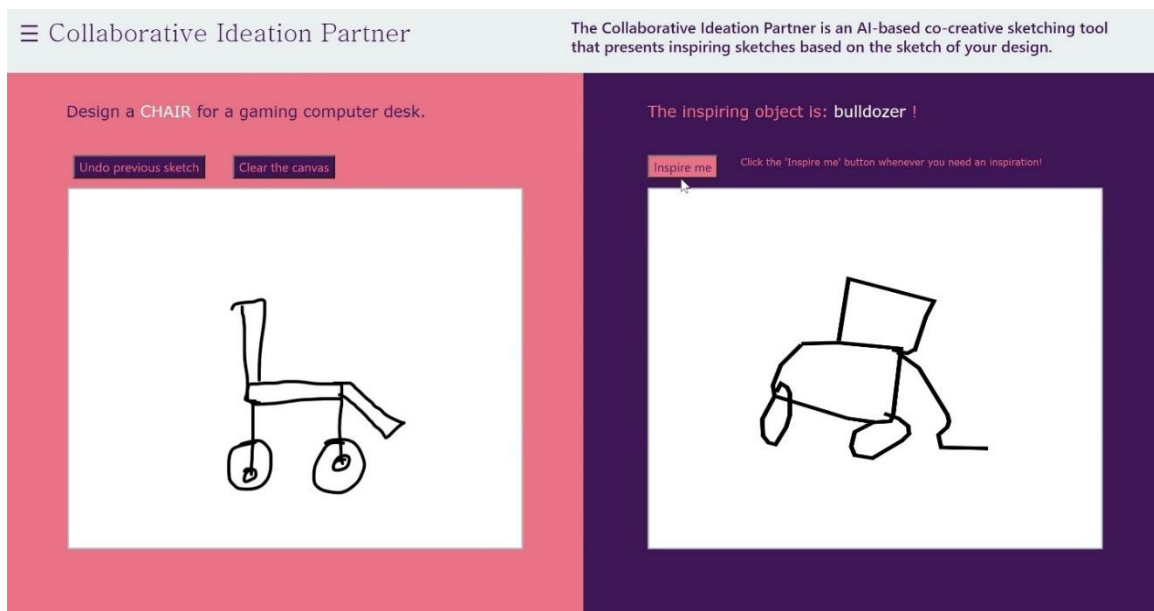 ☰ Collaborative Ideation Partner
The Collaborative Ideation Partner is an AI-based co-creative sketching tool
that presents inspiring sketches based on the sketch of your design.
Design a CHAIR for a gaming computer desk.
Undo previous sketch
Clear the canvas
The inspiring object is: bulldozer !
Inspire me
Click the 'Inspire me' button whenever you need an inspiration!